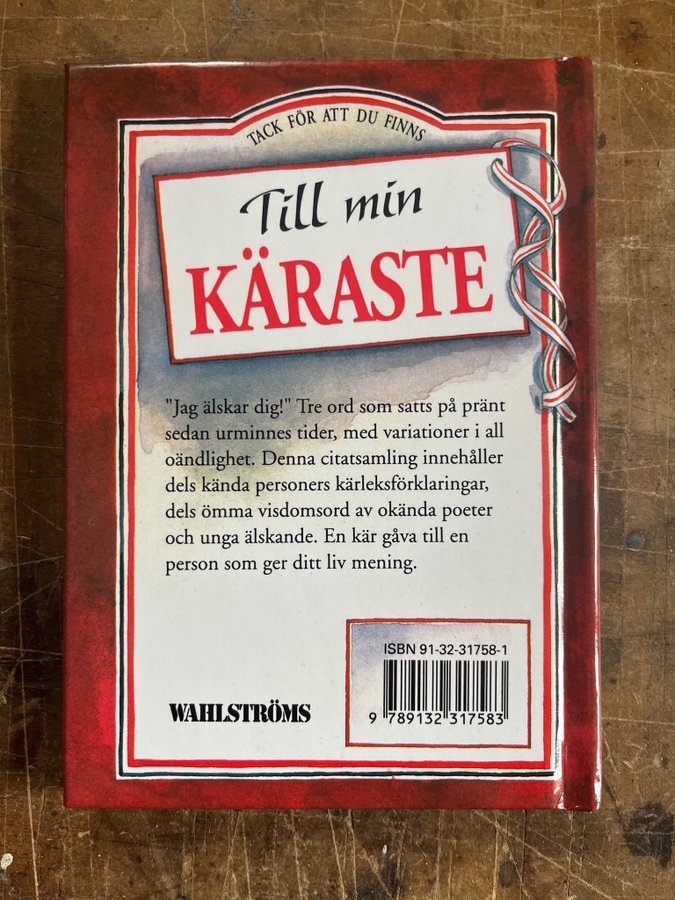 TACK FÖR ATT DU FINNS
Till min
KÄRASTE
"Jag älskar dig!" Tre ord som satts på pränt
sedan urminnes tider, med variationer i all
oändlighet. Denna citatsamling innehåller
dels kända personers kärleksförklaringar,
dels ömma visdomsord av okända poeter
och unga älskande. En kär gåva till en
person som ger ditt liv mening.
ISBN 91-32-31758-1
9 789132 317583
WAHLSTRÖMS